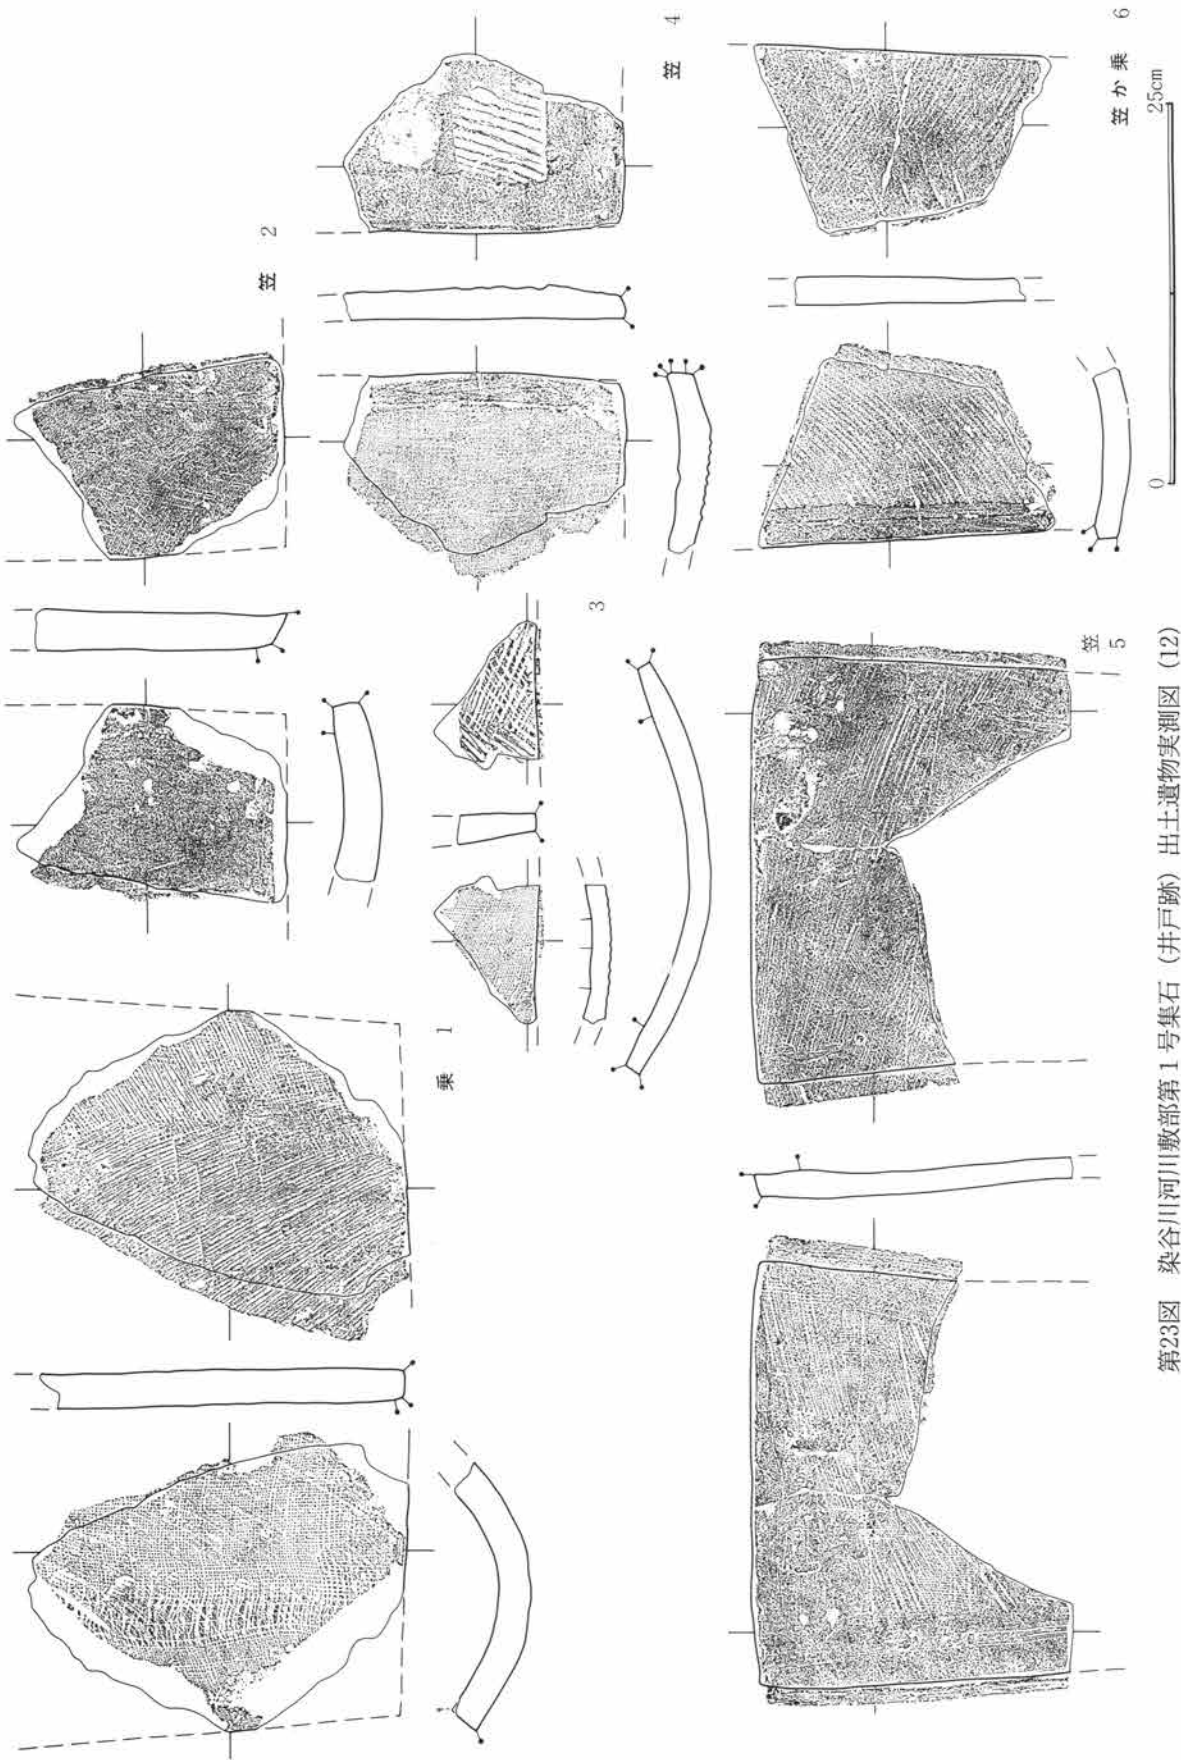 乗 1
笠 2
3
笠 4
笠 5
笠か乗 6
0 25cm
第23図 染谷川河川敷部第1号集石（井戸跡）出土遺物実測図（12）